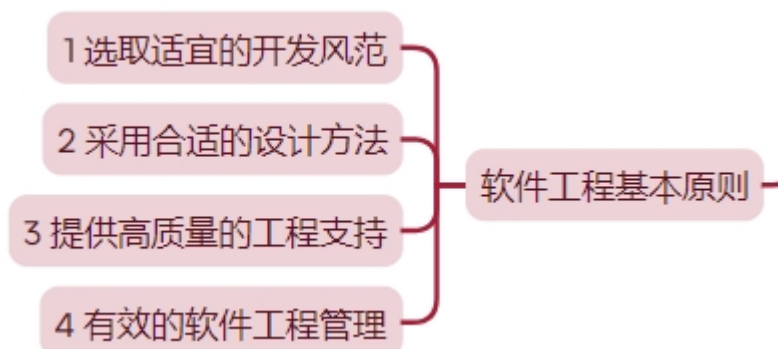 1 选取适宜的开发风范
2 采用合适的设计方法
软件工程基本原则
3 提供高质量的工程支持
4 有效的软件工程管理